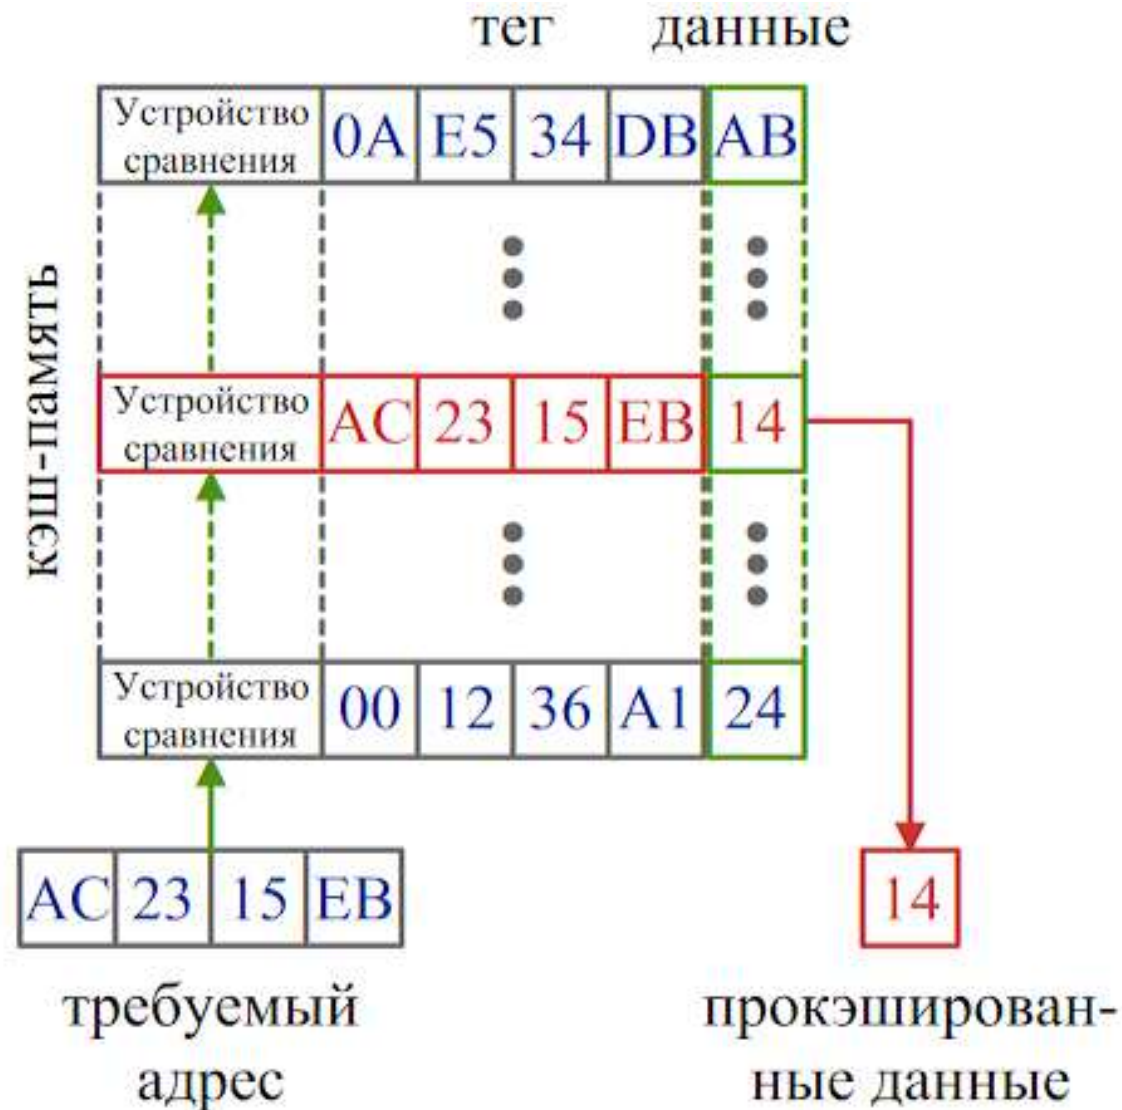 тег данные
Устройство
сравнения
0A E5 34 DB AB
кэш-память
Устройство
сравнения
AC 23 15 EB 14
Устройство
сравнения
00 12 36 A1 24
AC 23 15 EB
14
требуемый
адрес
прокэширован-
ные данные